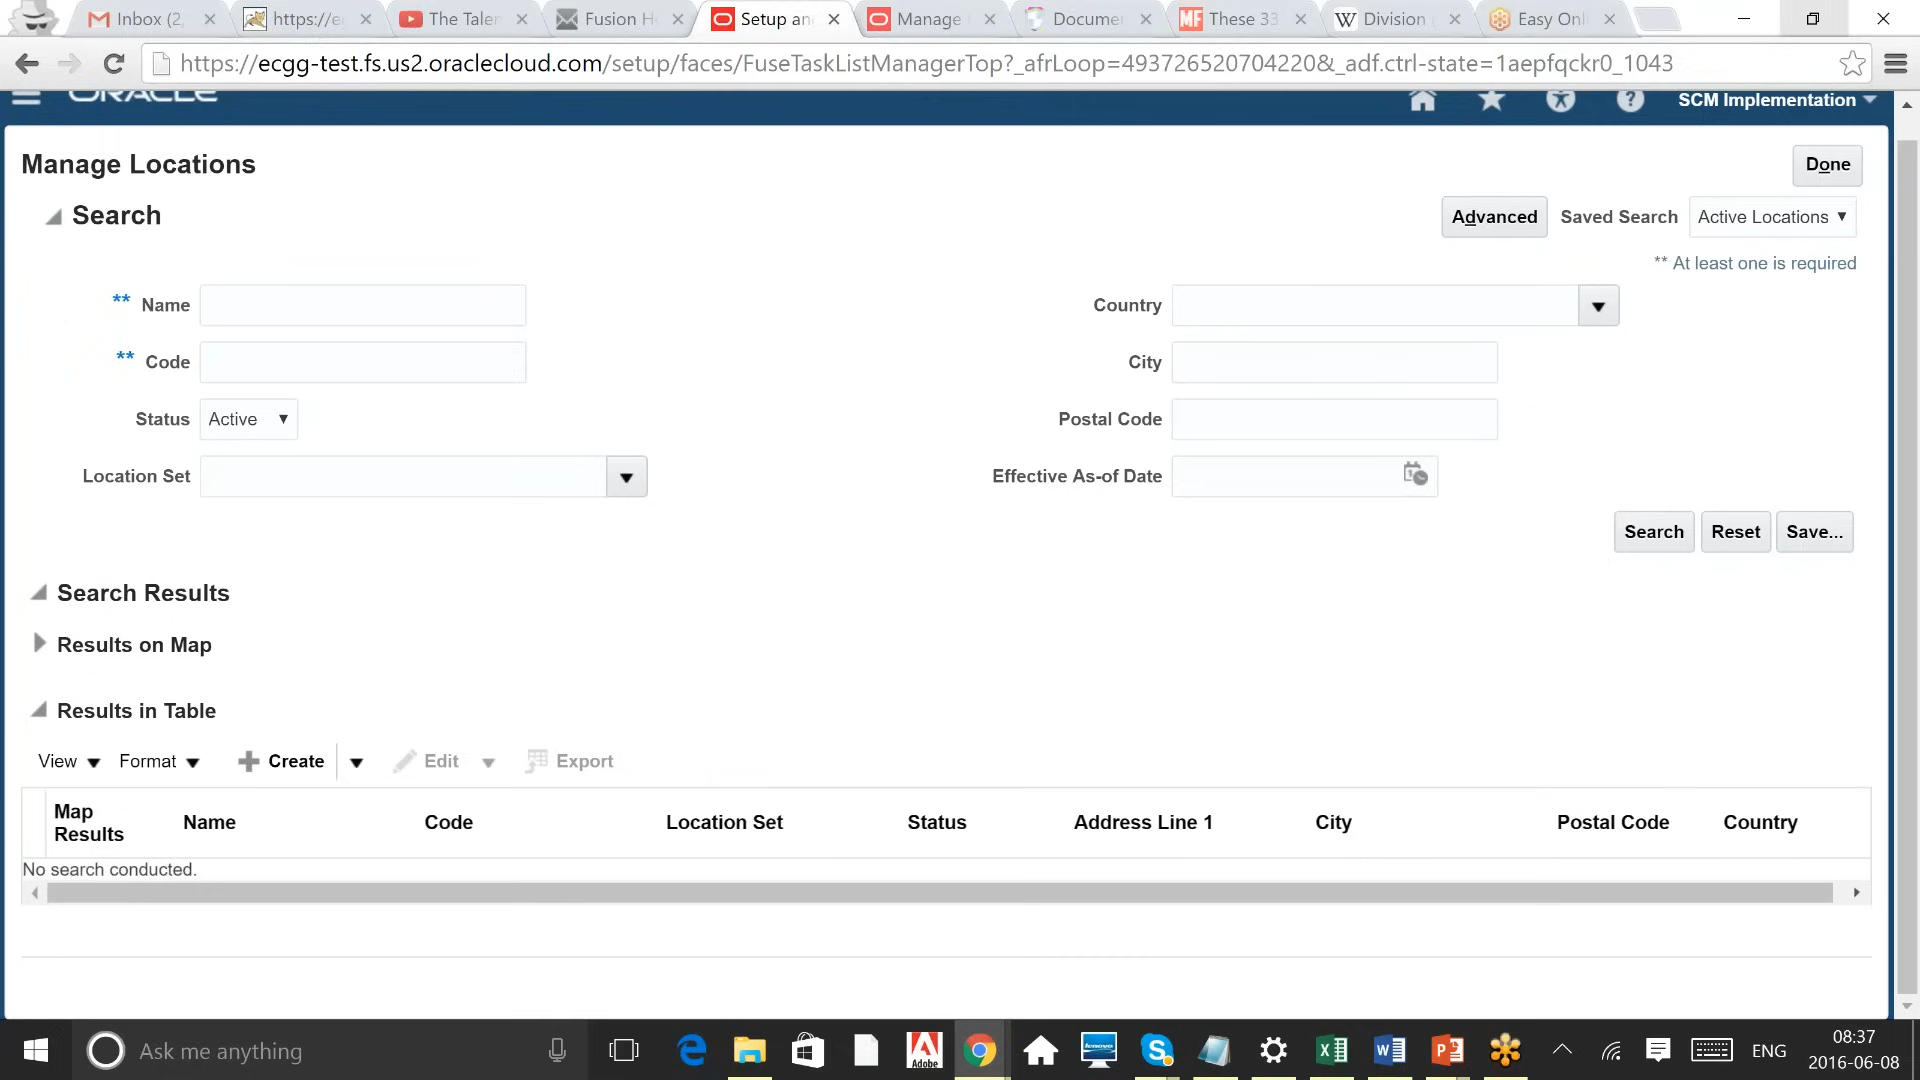 Inbox (2,
https://e
The Talen
Fusion H
Setup an
Manage
Docume
These 33
Division
Easy Onl
https://ecgg-test.fs.us2.oraclecloud.com/setup/faces/FuseTaskListManagerTop?_afrLoop=493726520704220&_adf.ctrl-state=1aepfqckr0_1043
ORACLE
SCM Implementation
Manage Locations
Done
Search
Advanced Saved Search Active Locations
** At least one is required
** Name
Country
** Code
City
Status Active
Postal Code
Location Set
Effective As-of Date
Search Reset Save...
Search Results
Results on Map
Results in Table
View Format Create Edit Export
Map Results Name Code Location Set Status Address Line 1 City Postal Code Country
No search conducted.
Ask me anything
Adobe
lenovo
ENG
08:37
2016-06-08